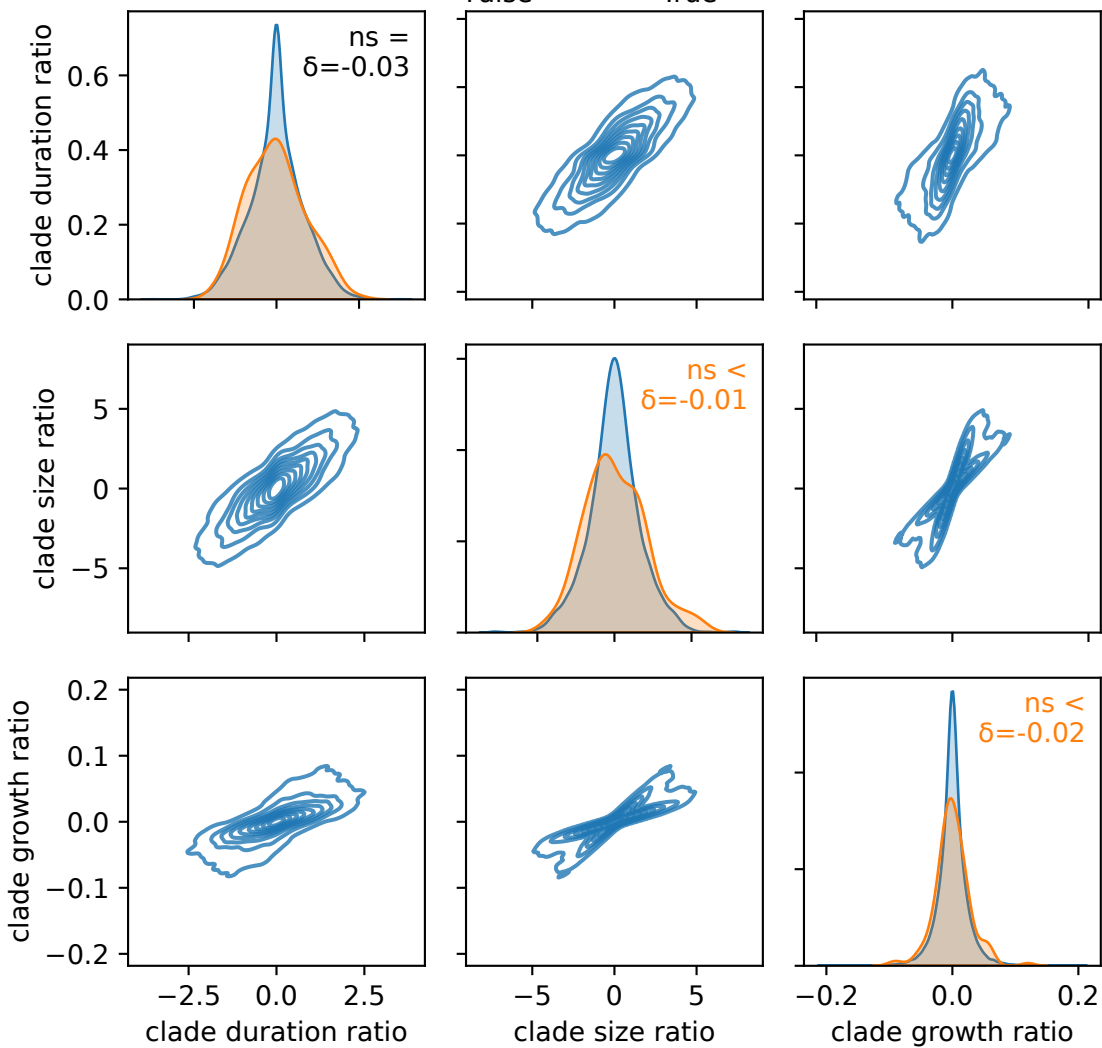 clade duration ratio
0.6
0.4
0.2
0.0
ns =
δ=-0.03
clade size ratio
5
0
−5
ns <
δ=-0.01
clade growth ratio
0.2
0.1
0.0
−0.1
−0.2
ns <
δ=-0.02
−2.5 0.0 2.5
−5 0 5
−0.2 0.0 0.2
clade duration ratio
clade size ratio
clade growth ratio